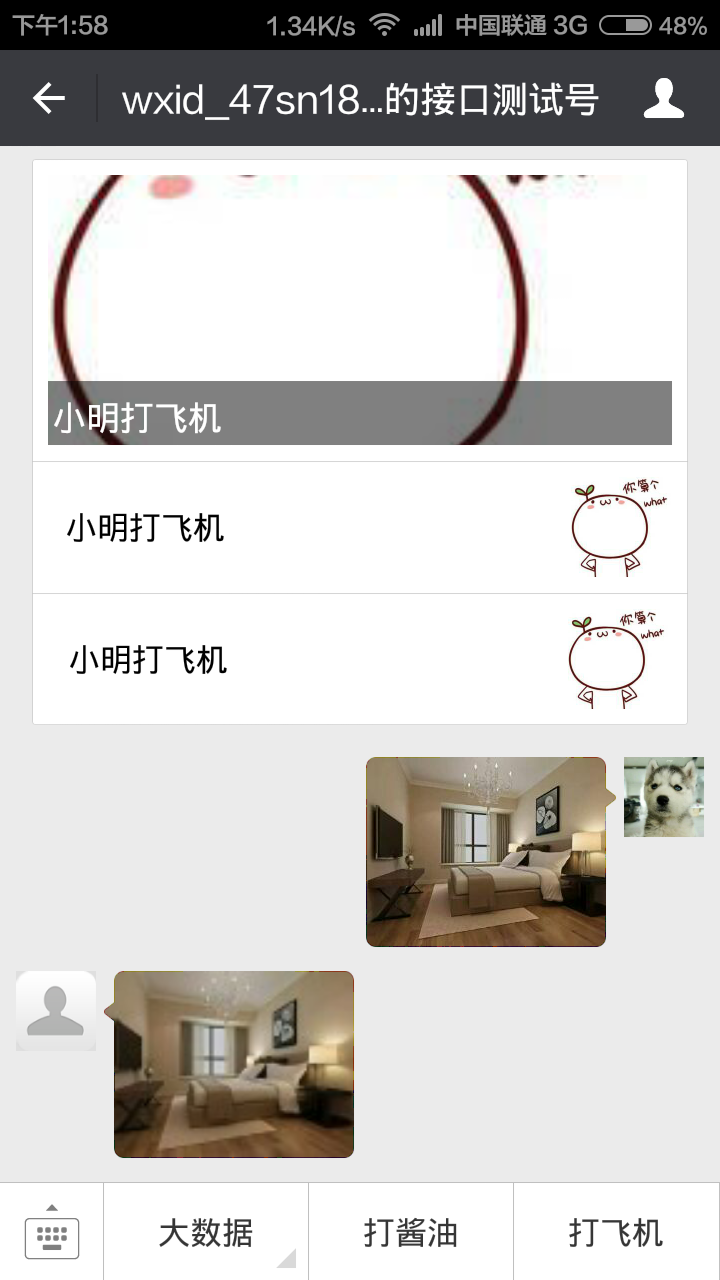 下午1:58 1.34K/s 中国联通 3G 48%
wxid_47sn18...的接口测试号
小明打飞机
小明打飞机
你算个
what
小明打飞机
你算个
what
大数据 打酱油 打飞机